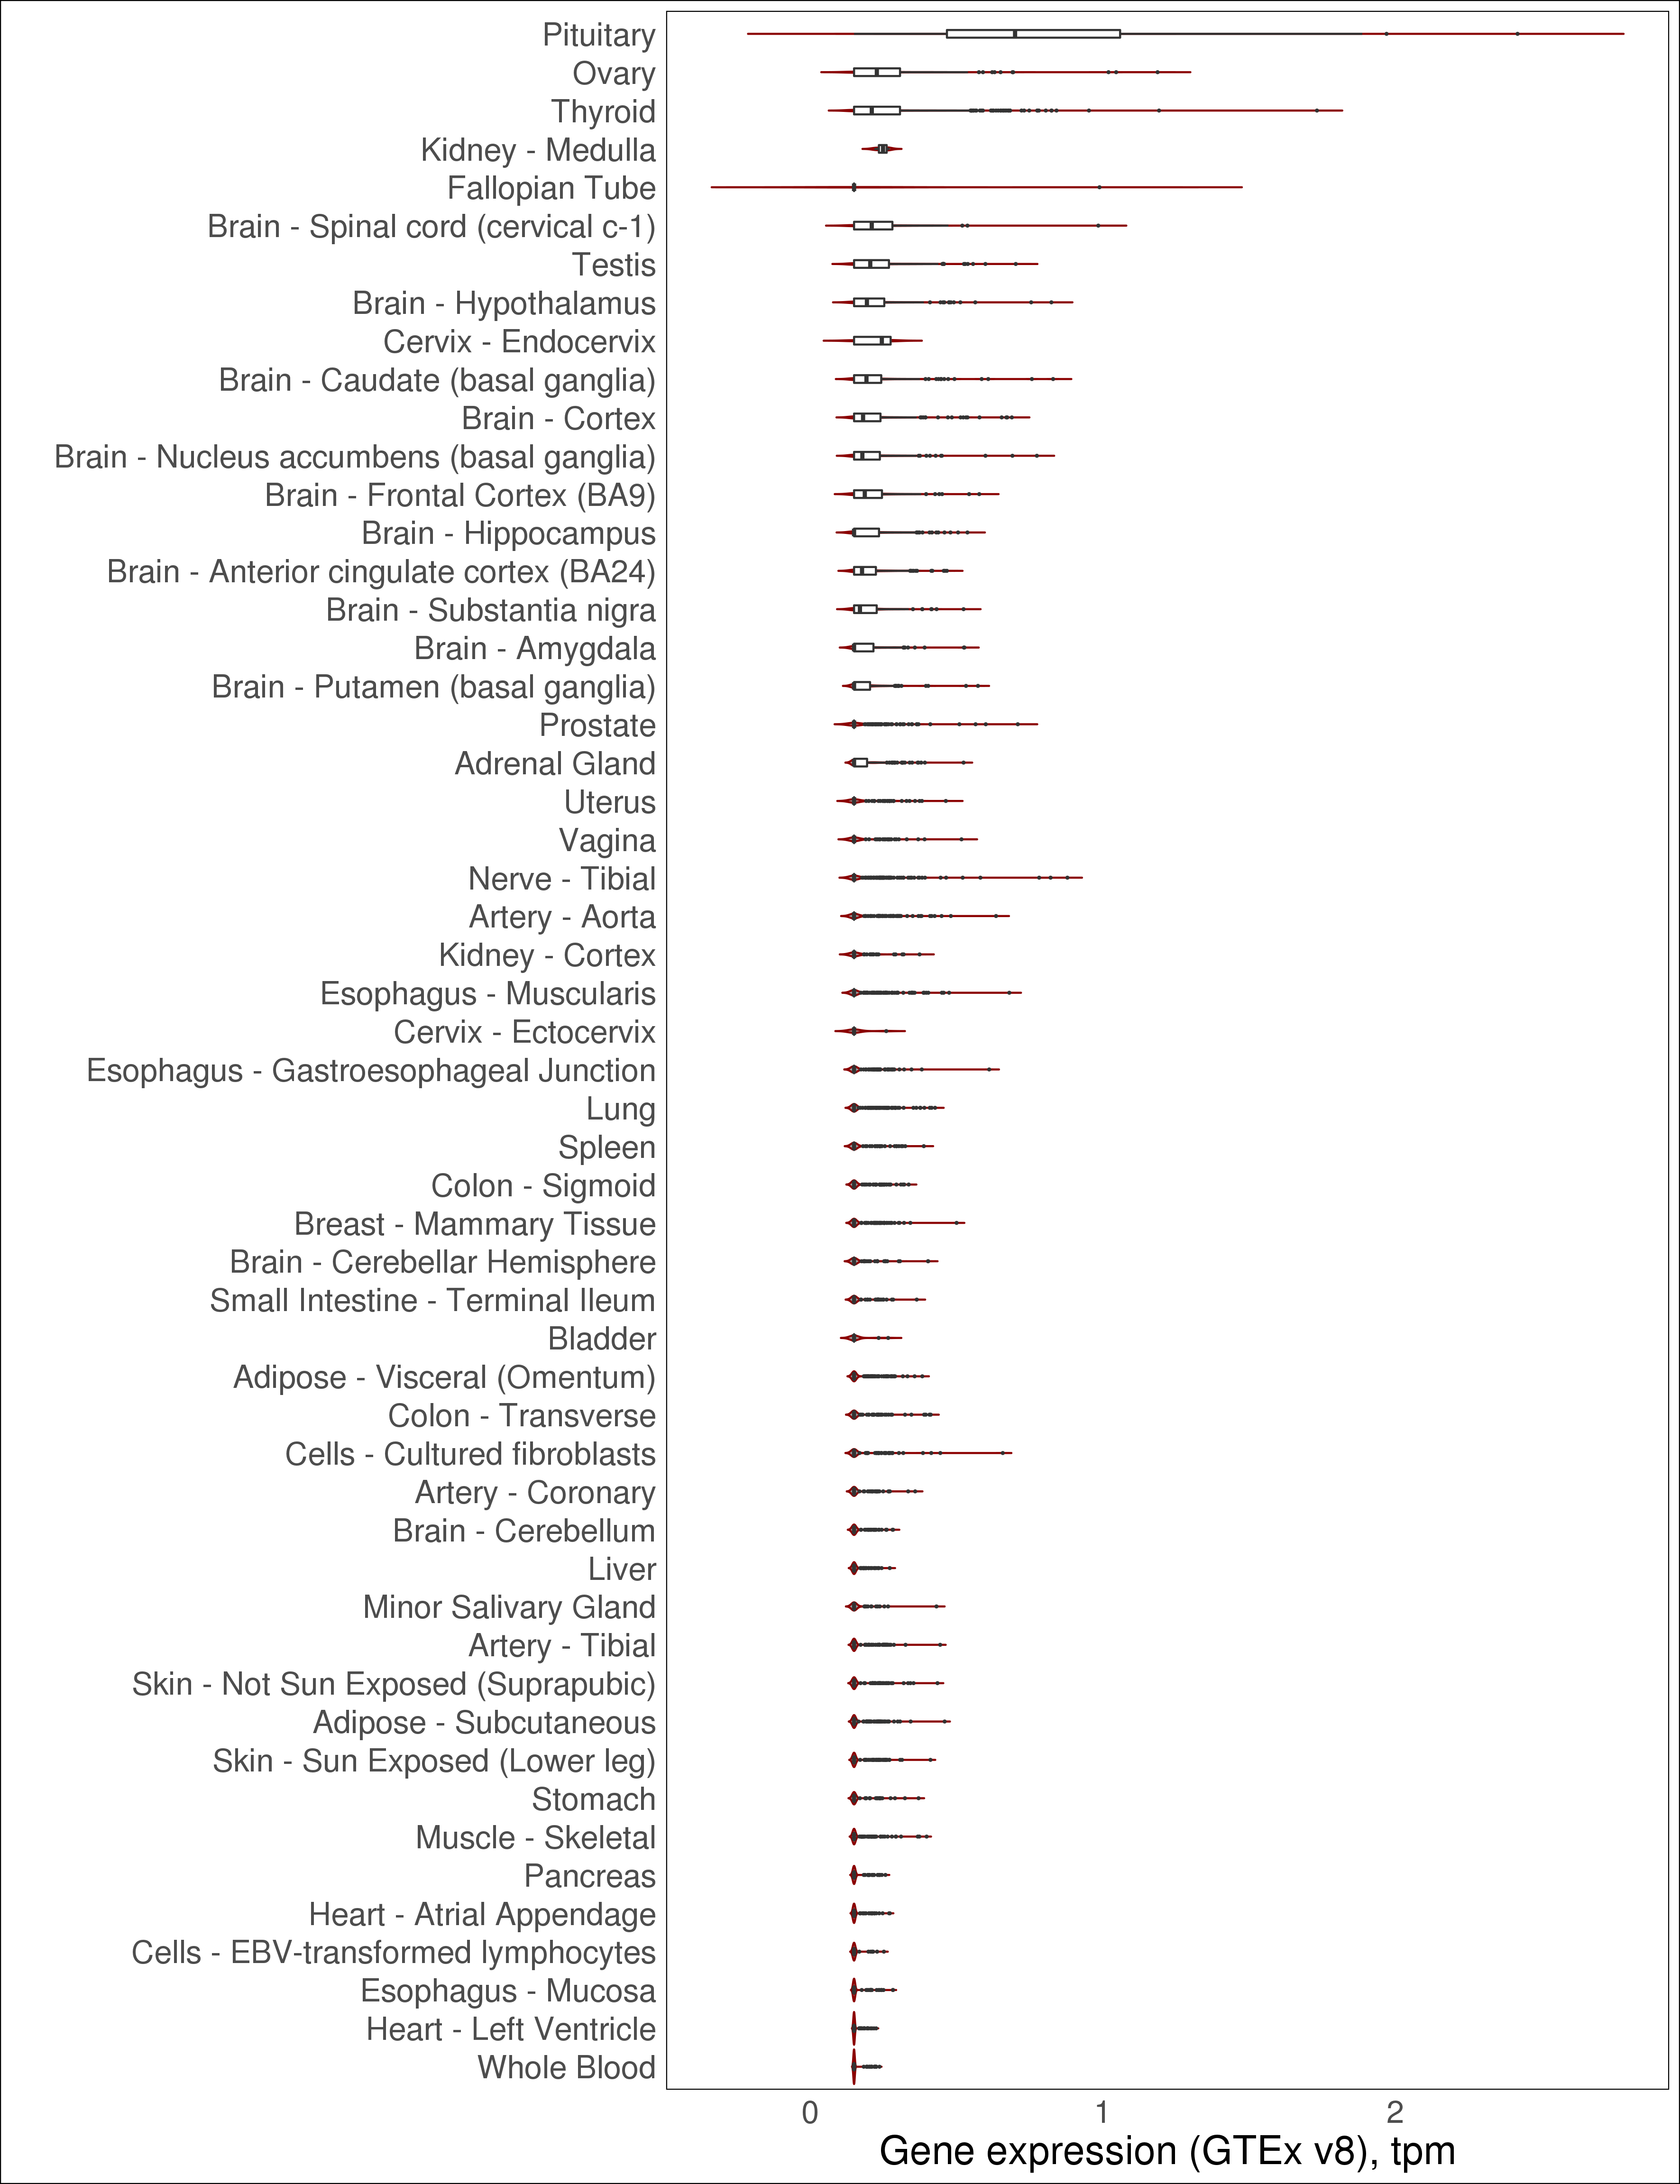 Pituitary
Ovary
Thyroid
Kidney - Medulla
Fallopian Tube
Brain - Spinal cord (cervical c-1)
Testis
Brain - Hypothalamus
Cervix - Endocervix
Brain - Caudate (basal ganglia)
Brain - Cortex
Brain - Nucleus accumbens (basal ganglia)
Brain - Frontal Cortex (BA9)
Brain - Hippocampus
Brain - Anterior cingulate cortex (BA24)
Brain - Substantia nigra
Brain - Amygdala
Brain - Putamen (basal ganglia)
Prostate
Adrenal Gland
Uterus
Vagina
Nerve - Tibial
Artery - Aorta
Kidney - Cortex
Esophagus - Muscularis
Cervix - Ectocervix
Esophagus - Gastroesophageal Junction
Lung
Spleen
Colon - Sigmoid
Breast - Mammary Tissue
Brain - Cerebellar Hemisphere
Small Intestine - Terminal Ileum
Bladder
Adipose - Visceral (Omentum)
Colon - Transverse
Cells - Cultured fibroblasts
Artery - Coronary
Brain - Cerebellum
Liver
Minor Salivary Gland
Artery - Tibial
Skin - Not Sun Exposed (Suprapubic)
Adipose - Subcutaneous
Skin - Sun Exposed (Lower leg)
Stomach
Muscle - Skeletal
Pancreas
Heart - Atrial Appendage
Cells - EBV-transformed lymphocytes
Esophagus - Mucosa
Heart - Left Ventricle
Whole Blood
0 1 2
Gene expression (GTEx v8), tpm